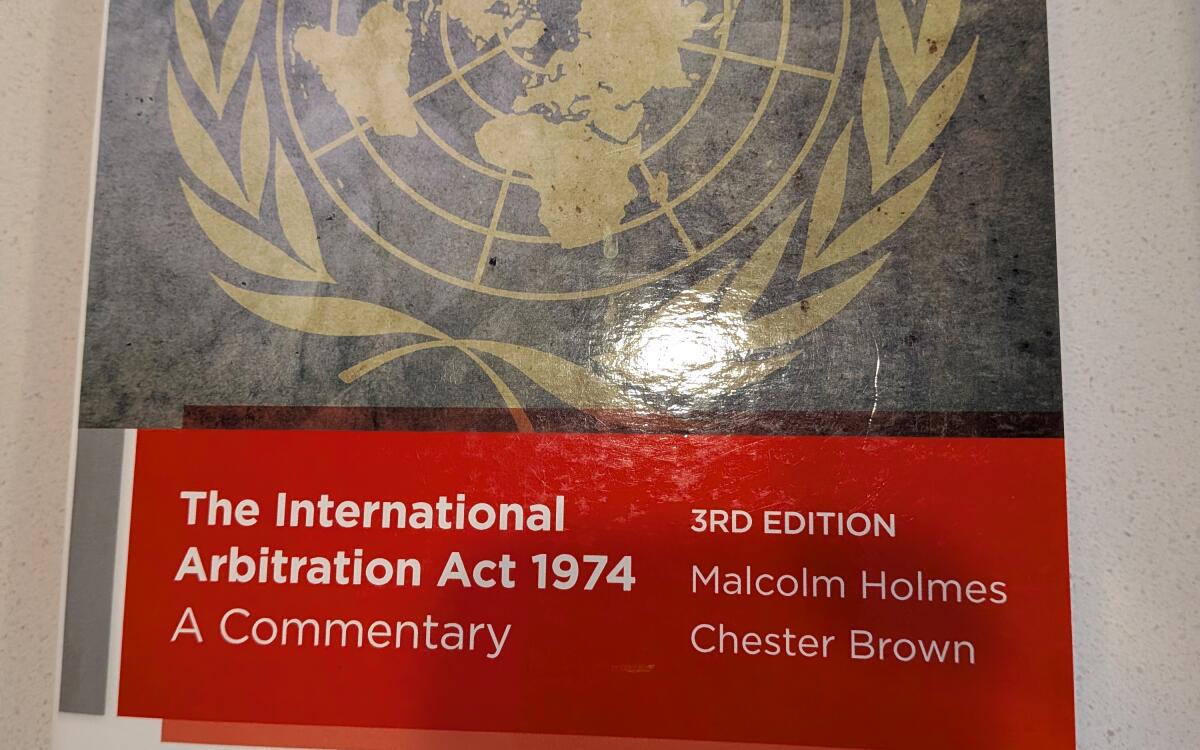 The International
Arbitration Act 1974
A Commentary
3RD EDITION
Malcolm Holmes
Chester Brown